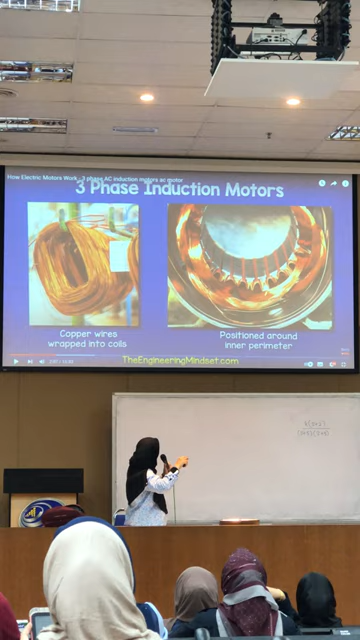 How Electric Motors Work - 3 phase AC induction motors ac motor
3 Phase Induction Motors
Copper wires
wrapped into coils
Positioned around
inner perimeter
TheEngineeringMindset.com